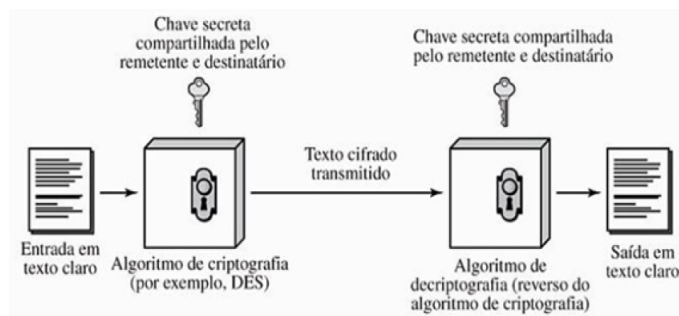 Chave secreta
compartilhada pelo
remetente e destinatário
Chave secreta compartilhada
pelo remetente e destinatário
Texto cifrado
transmitido
Entrada em
texto claro
Algoritmo de criptografia
(por exemplo, DES)
Algoritmo de
decriptografia (reverso do
algoritmo de criptografia)
Saída em
texto claro